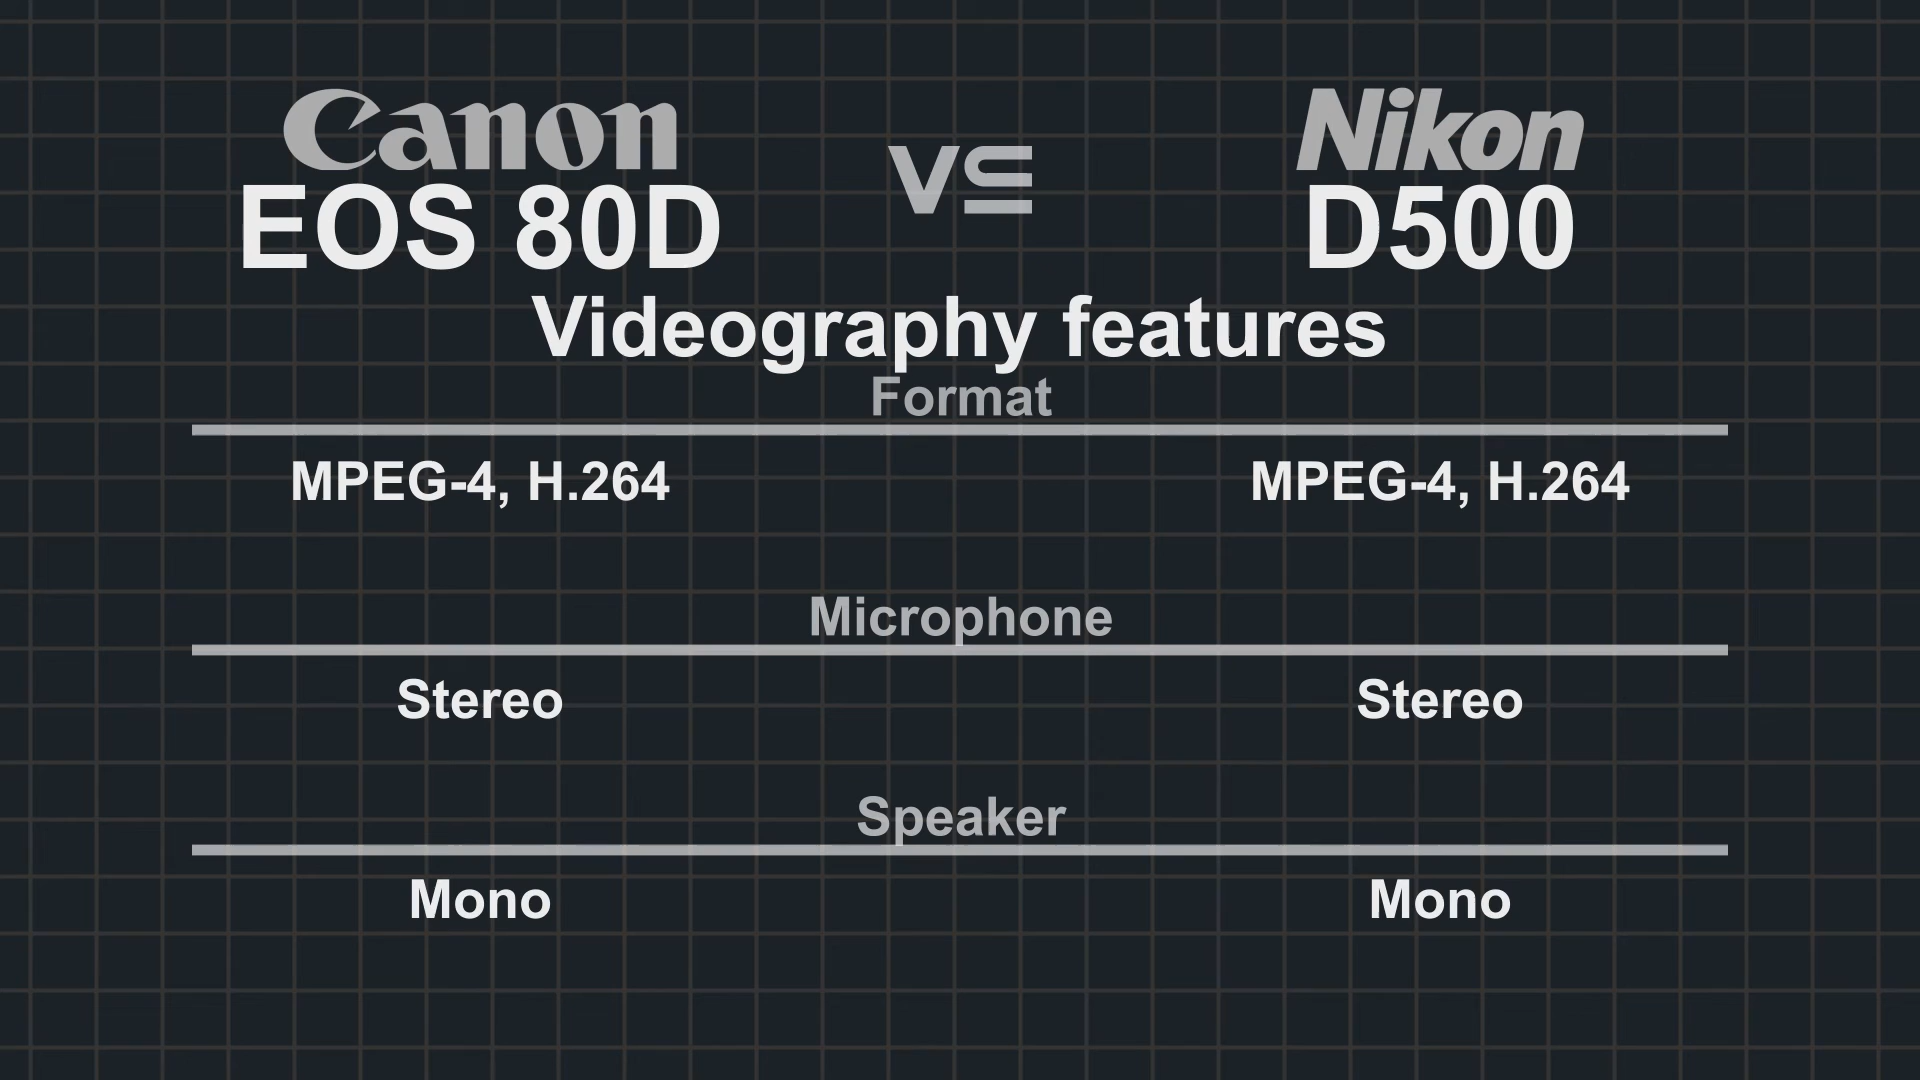 Canon VS Nikon
EOS 80D D500
Videography features
Format
MPEG-4, H.264 MPEG-4, H.264
Microphone
Stereo Stereo
Speaker
Mono Mono